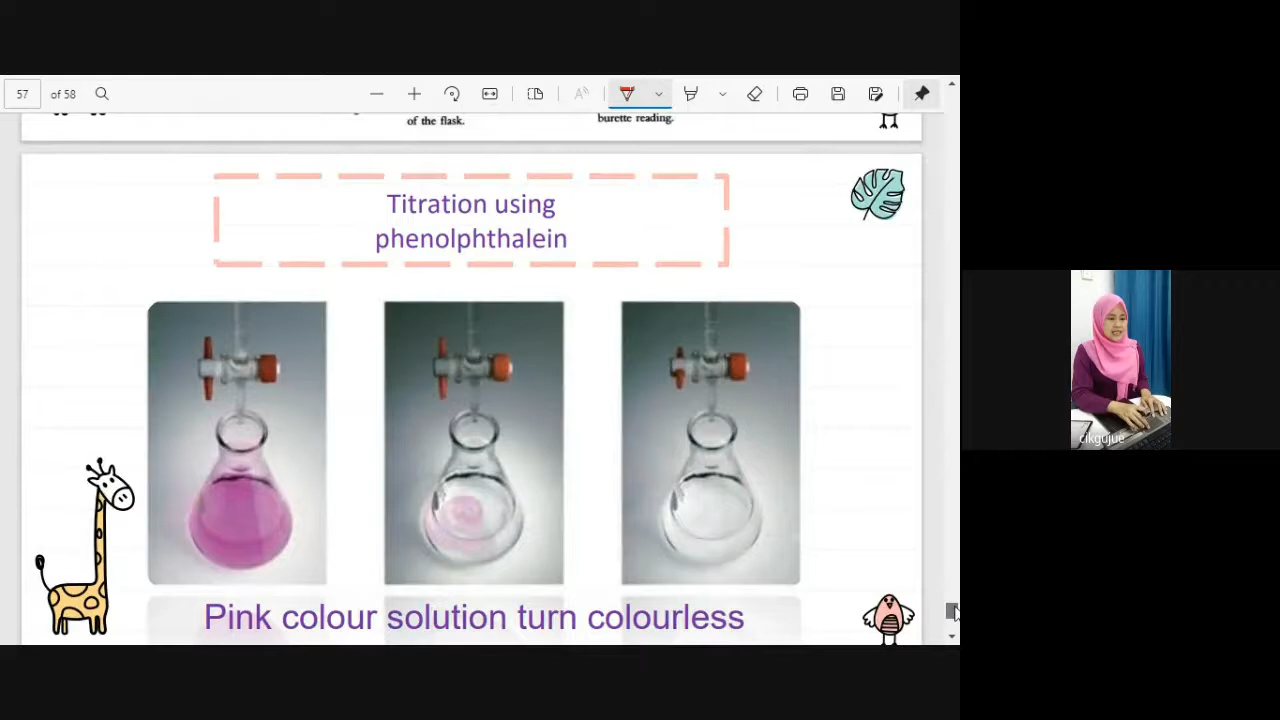 57 of 58
of the flask.
burette reading.
Titration using
phenolphthalein
Pink colour solution turn colourless
cikgujue